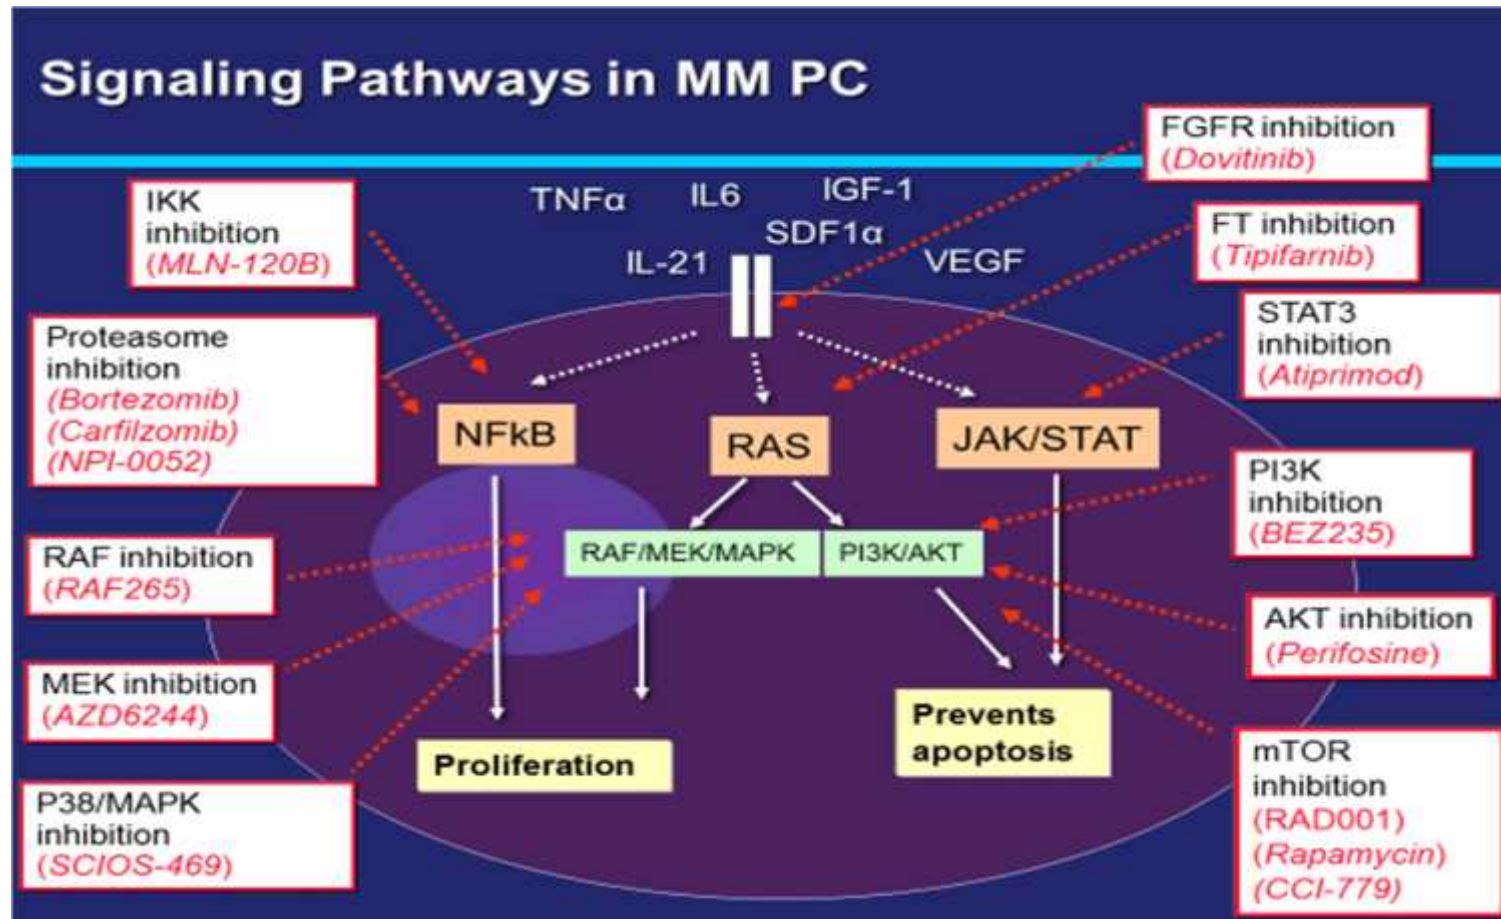 Signaling Pathways in MM PC
FGFR inhibition
(Dovitinib)
IKK
inhibition
(MLN-120B)
TNFα
IL6
IGF-1
SDF1α
IL-21
VEGF
FT inhibition
(Tipifarnib)
Proteasome
inhibition
(Bortezomib)
(Carfilzomib)
(NPI-0052)
STAT3
inhibition
(Atiprimod)
NFkB
RAS
JAK/STAT
PI3K
inhibition
(BEZ235)
RAF inhibition
(RAF265)
RAF/MEK/MAPK
PI3K/AKT
AKT inhibition
(Perifosine)
MEK inhibition
(AZD6244)
Proliferation
Prevents
apoptosis
P38/MAPK
inhibition
(SCIOS-469)
mTOR
inhibition
(RAD001)
(Rapamycin)
(CCI-779)